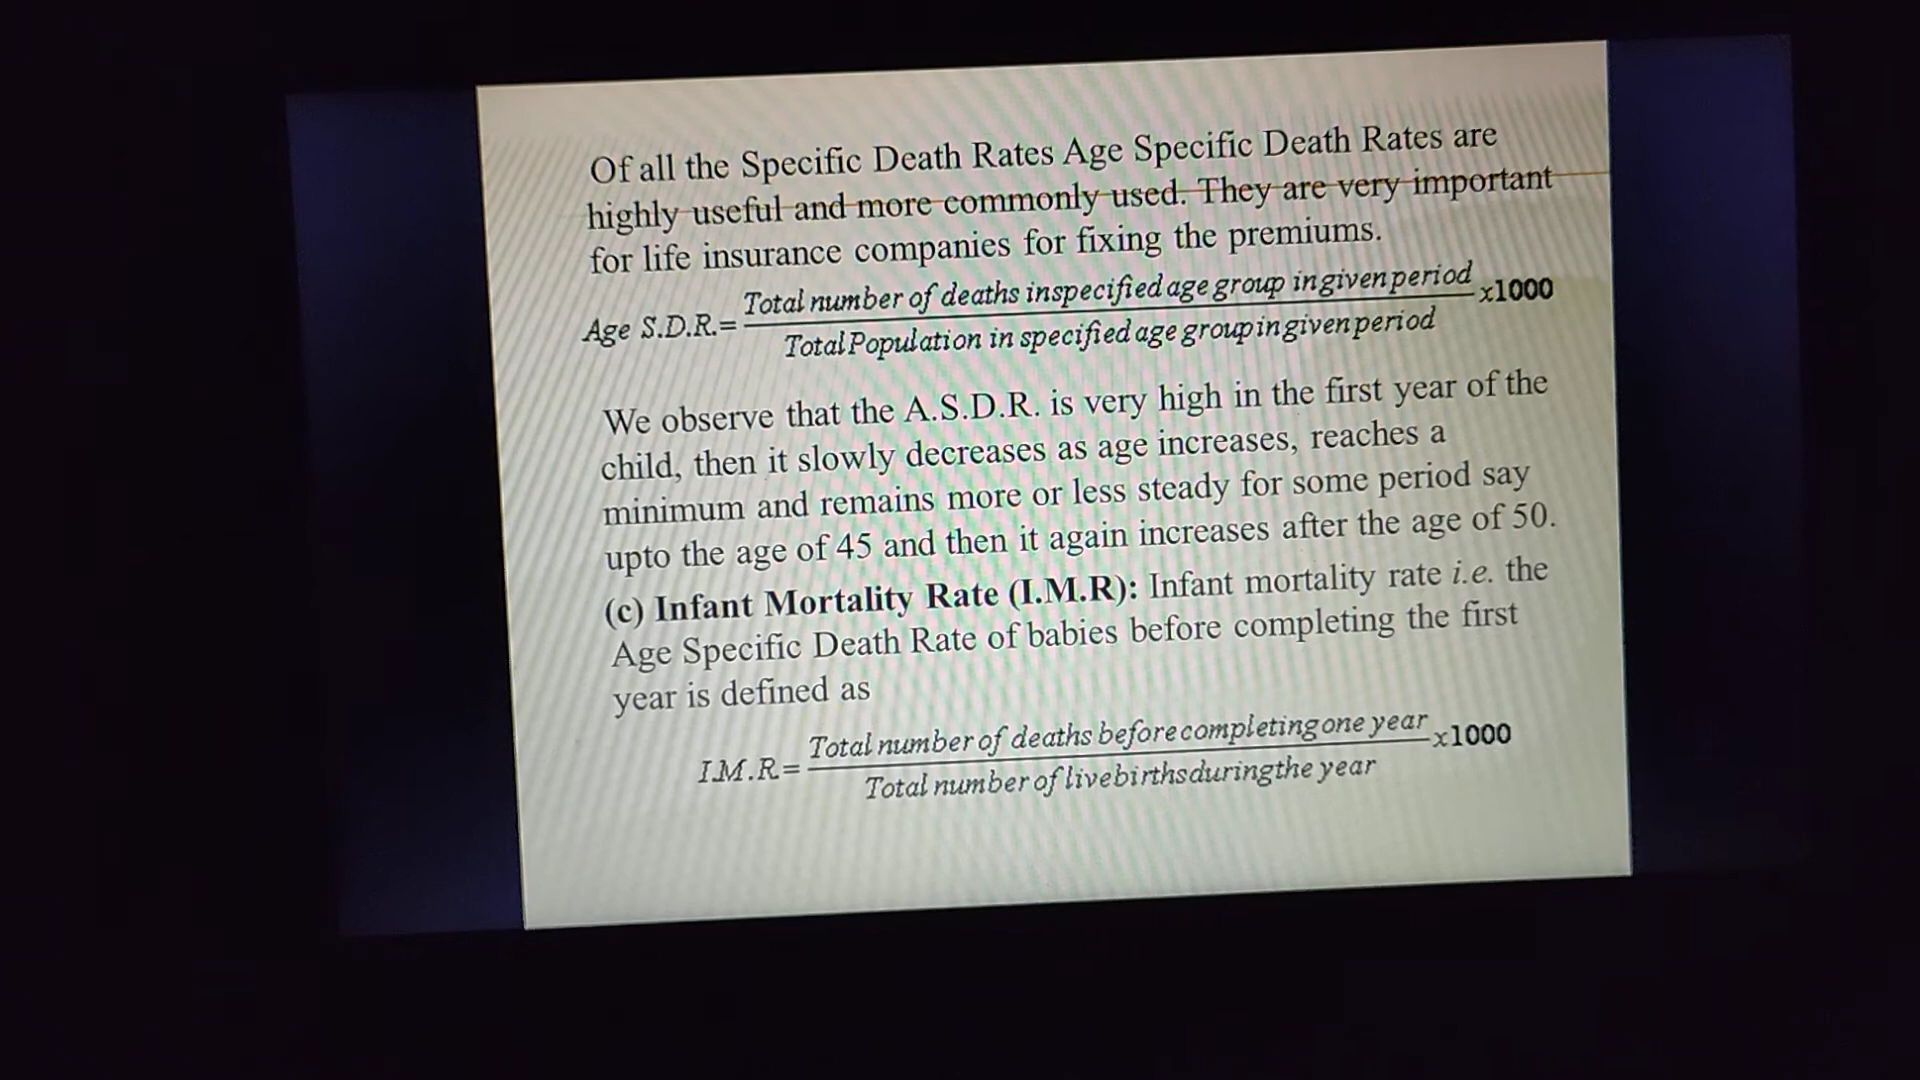 Of all the Specific Death Rates Age Specific Death Rates are
highly useful and more commonly used. They are very important
for life insurance companies for fixing the premiums.
Age S.D.R.= Total number of deaths inspecified age group ingivenperiod x1000
Total Population in specified age groupingivenperiod
We observe that the A.S.D.R. is very high in the first year of the
child, then it slowly decreases as age increases, reaches a
minimum and remains more or less steady for some period say
upto the age of 45 and then it again increases after the age of 50.
(c) Infant Mortality Rate (I.M.R): Infant mortality rate i.e. the
Age Specific Death Rate of babies before completing the first
year is defined as
I.M.R= Total number of deaths beforecompletingone year x1000
Total number of livebirthsduringthe year